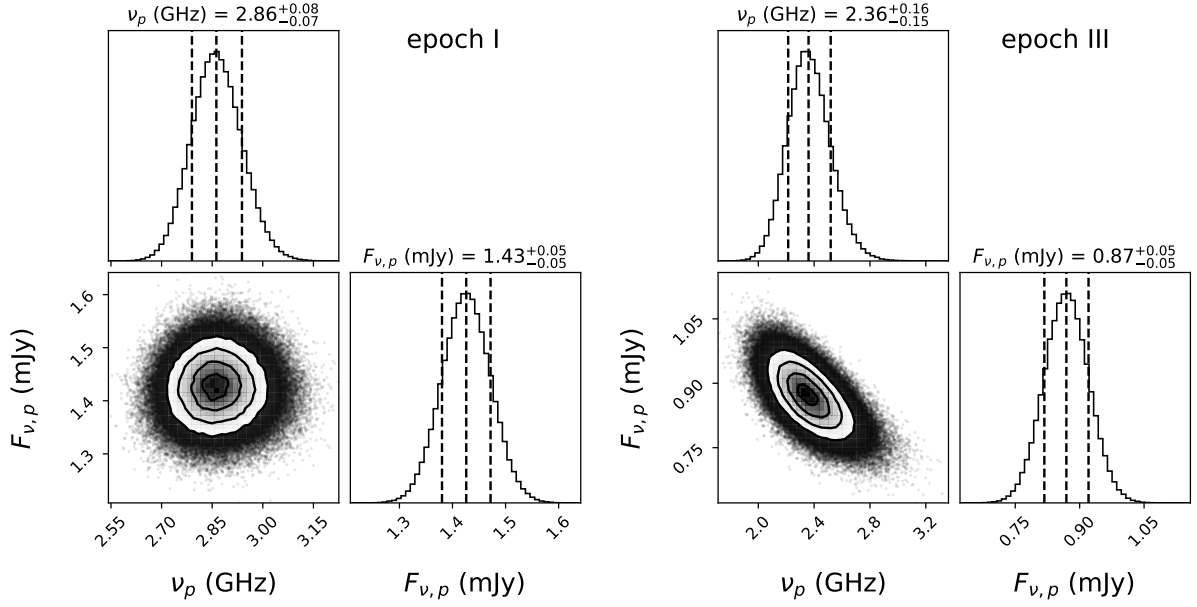 ν_p (GHz) = 2.86^{+0.08}_{−0.07}
epoch I
F_{ν,p} (mJy) = 1.43^{+0.05}_{−0.05}
1.6
1.5
1.4
1.3
F_{ν,p} (mJy)
2.55 2.70 2.85 3.00 3.15
1.3 1.4 1.5 1.6
ν_p (GHz)
F_{ν,p} (mJy)
ν_p (GHz) = 2.36^{+0.16}_{−0.15}
epoch III
F_{ν,p} (mJy) = 0.87^{+0.05}_{−0.05}
1.05
0.90
0.75
F_{ν,p} (mJy)
2.0 2.4 2.8 3.2
0.75 0.90 1.05
ν_p (GHz)
F_{ν,p} (mJy)